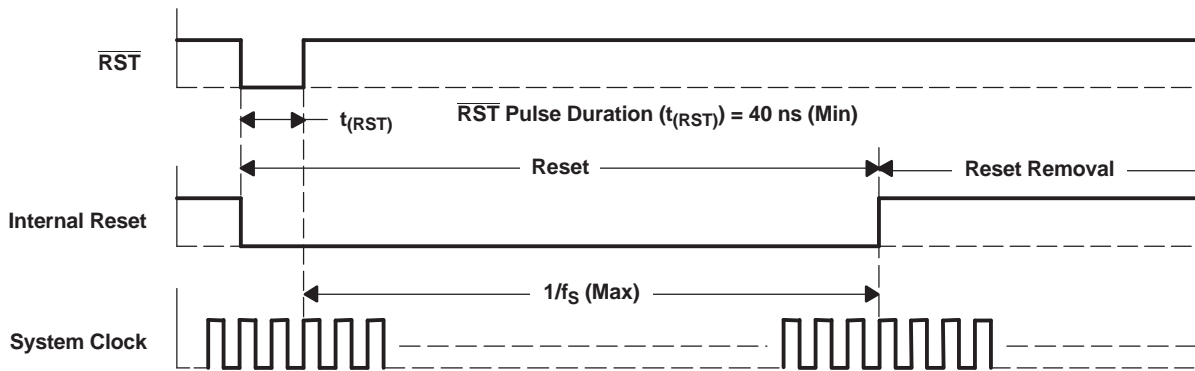 RST
t(RST)
RST Pulse Duration (t(RST)) = 40 ns (Min)
Reset
Reset Removal
Internal Reset
1/fS (Max)
System Clock